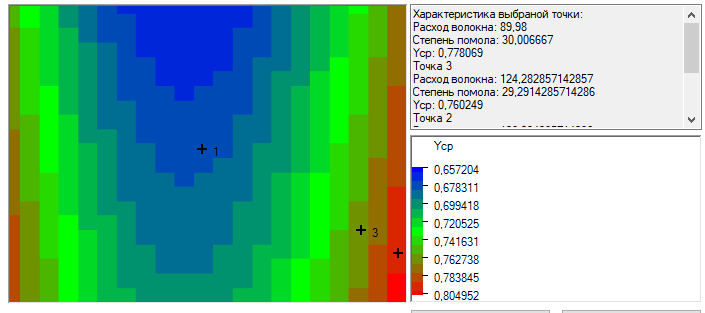 Характеристика выбраной точки:
Расход волокна: 89,98
Степень помола: 30,006667
Yср: 0,778069
Точка 3
Расход волокна: 124,282857142857
Степень помола: 29,2914285714286
Yср: 0,760249
Точка 2
Yср
0,657204
0,678311
0,699418
0,720525
0,741631
0,762738
0,783845
0,804952
1
3